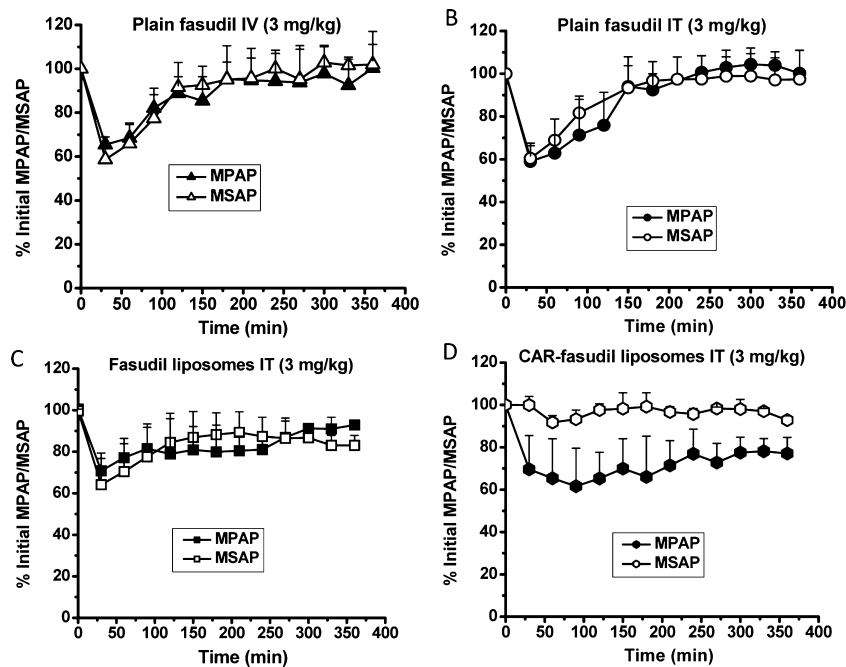 Plain fasudil IV (3 mg/kg)
120
100
80
60
40
20
0
% Initial MPAP/MSAP
MPAP
MSAP
0 50 100 150 200 250 300 350 400
Time (min)
B
Plain fasudil IT (3 mg/kg)
120
100
80
60
40
20
0
% Initial MPAP/MSAP
MPAP
MSAP
0 50 100 150 200 250 300 350 400
Time (min)
C
Fasudil liposomes IT (3 mg/kg)
120
100
80
60
40
20
0
% Initial MPAP/MSAP
MPAP
MSAP
0 50 100 150 200 250 300 350 400
Time (min)
D
CAR-fasudil liposomes IT (3 mg/kg)
120
100
80
60
40
20
0
% Initial MPAP/MSAP
MPAP
MSAP
0 50 100 150 200 250 300 350 400
Time (min)